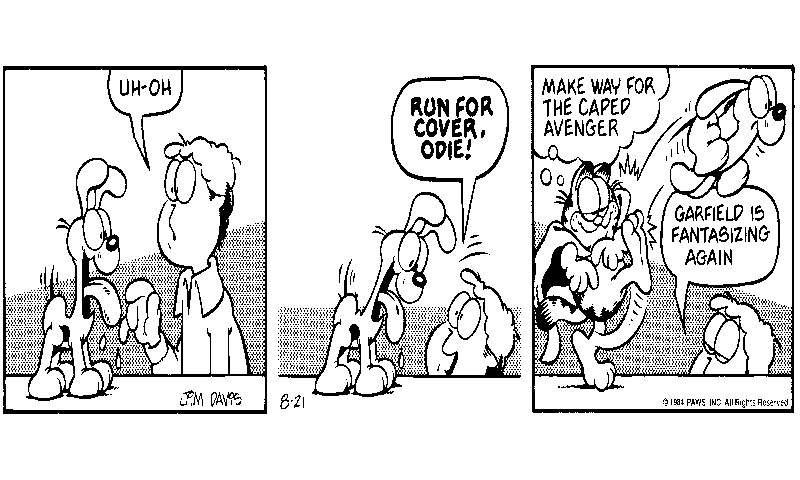 UH-OH
JIM DAVIS
RUN FOR
COVER,
ODIE!
8-21
MAKE WAY FOR
THE CAPED
AVENGER
GARFIELD IS
FANTASIZING
AGAIN
© 1984 PAWS, INC. All Rights Reserved